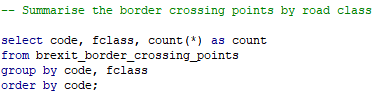 -- Summarise the border crossing points by road class
select code, fclass, count(*) as count
from brexit_border_crossing_points
group by code, fclass
order by code;